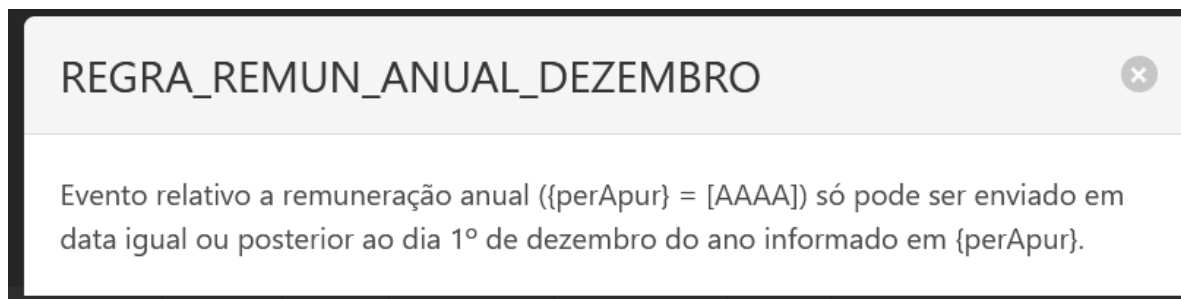 REGRA_REMUN_ANUAL_DEZEMBRO
Evento relativo a remuneração anual ({perApur} = [AAAA]) só pode ser enviado em
data igual ou posterior ao dia 1º de dezembro do ano informado em {perApur}.